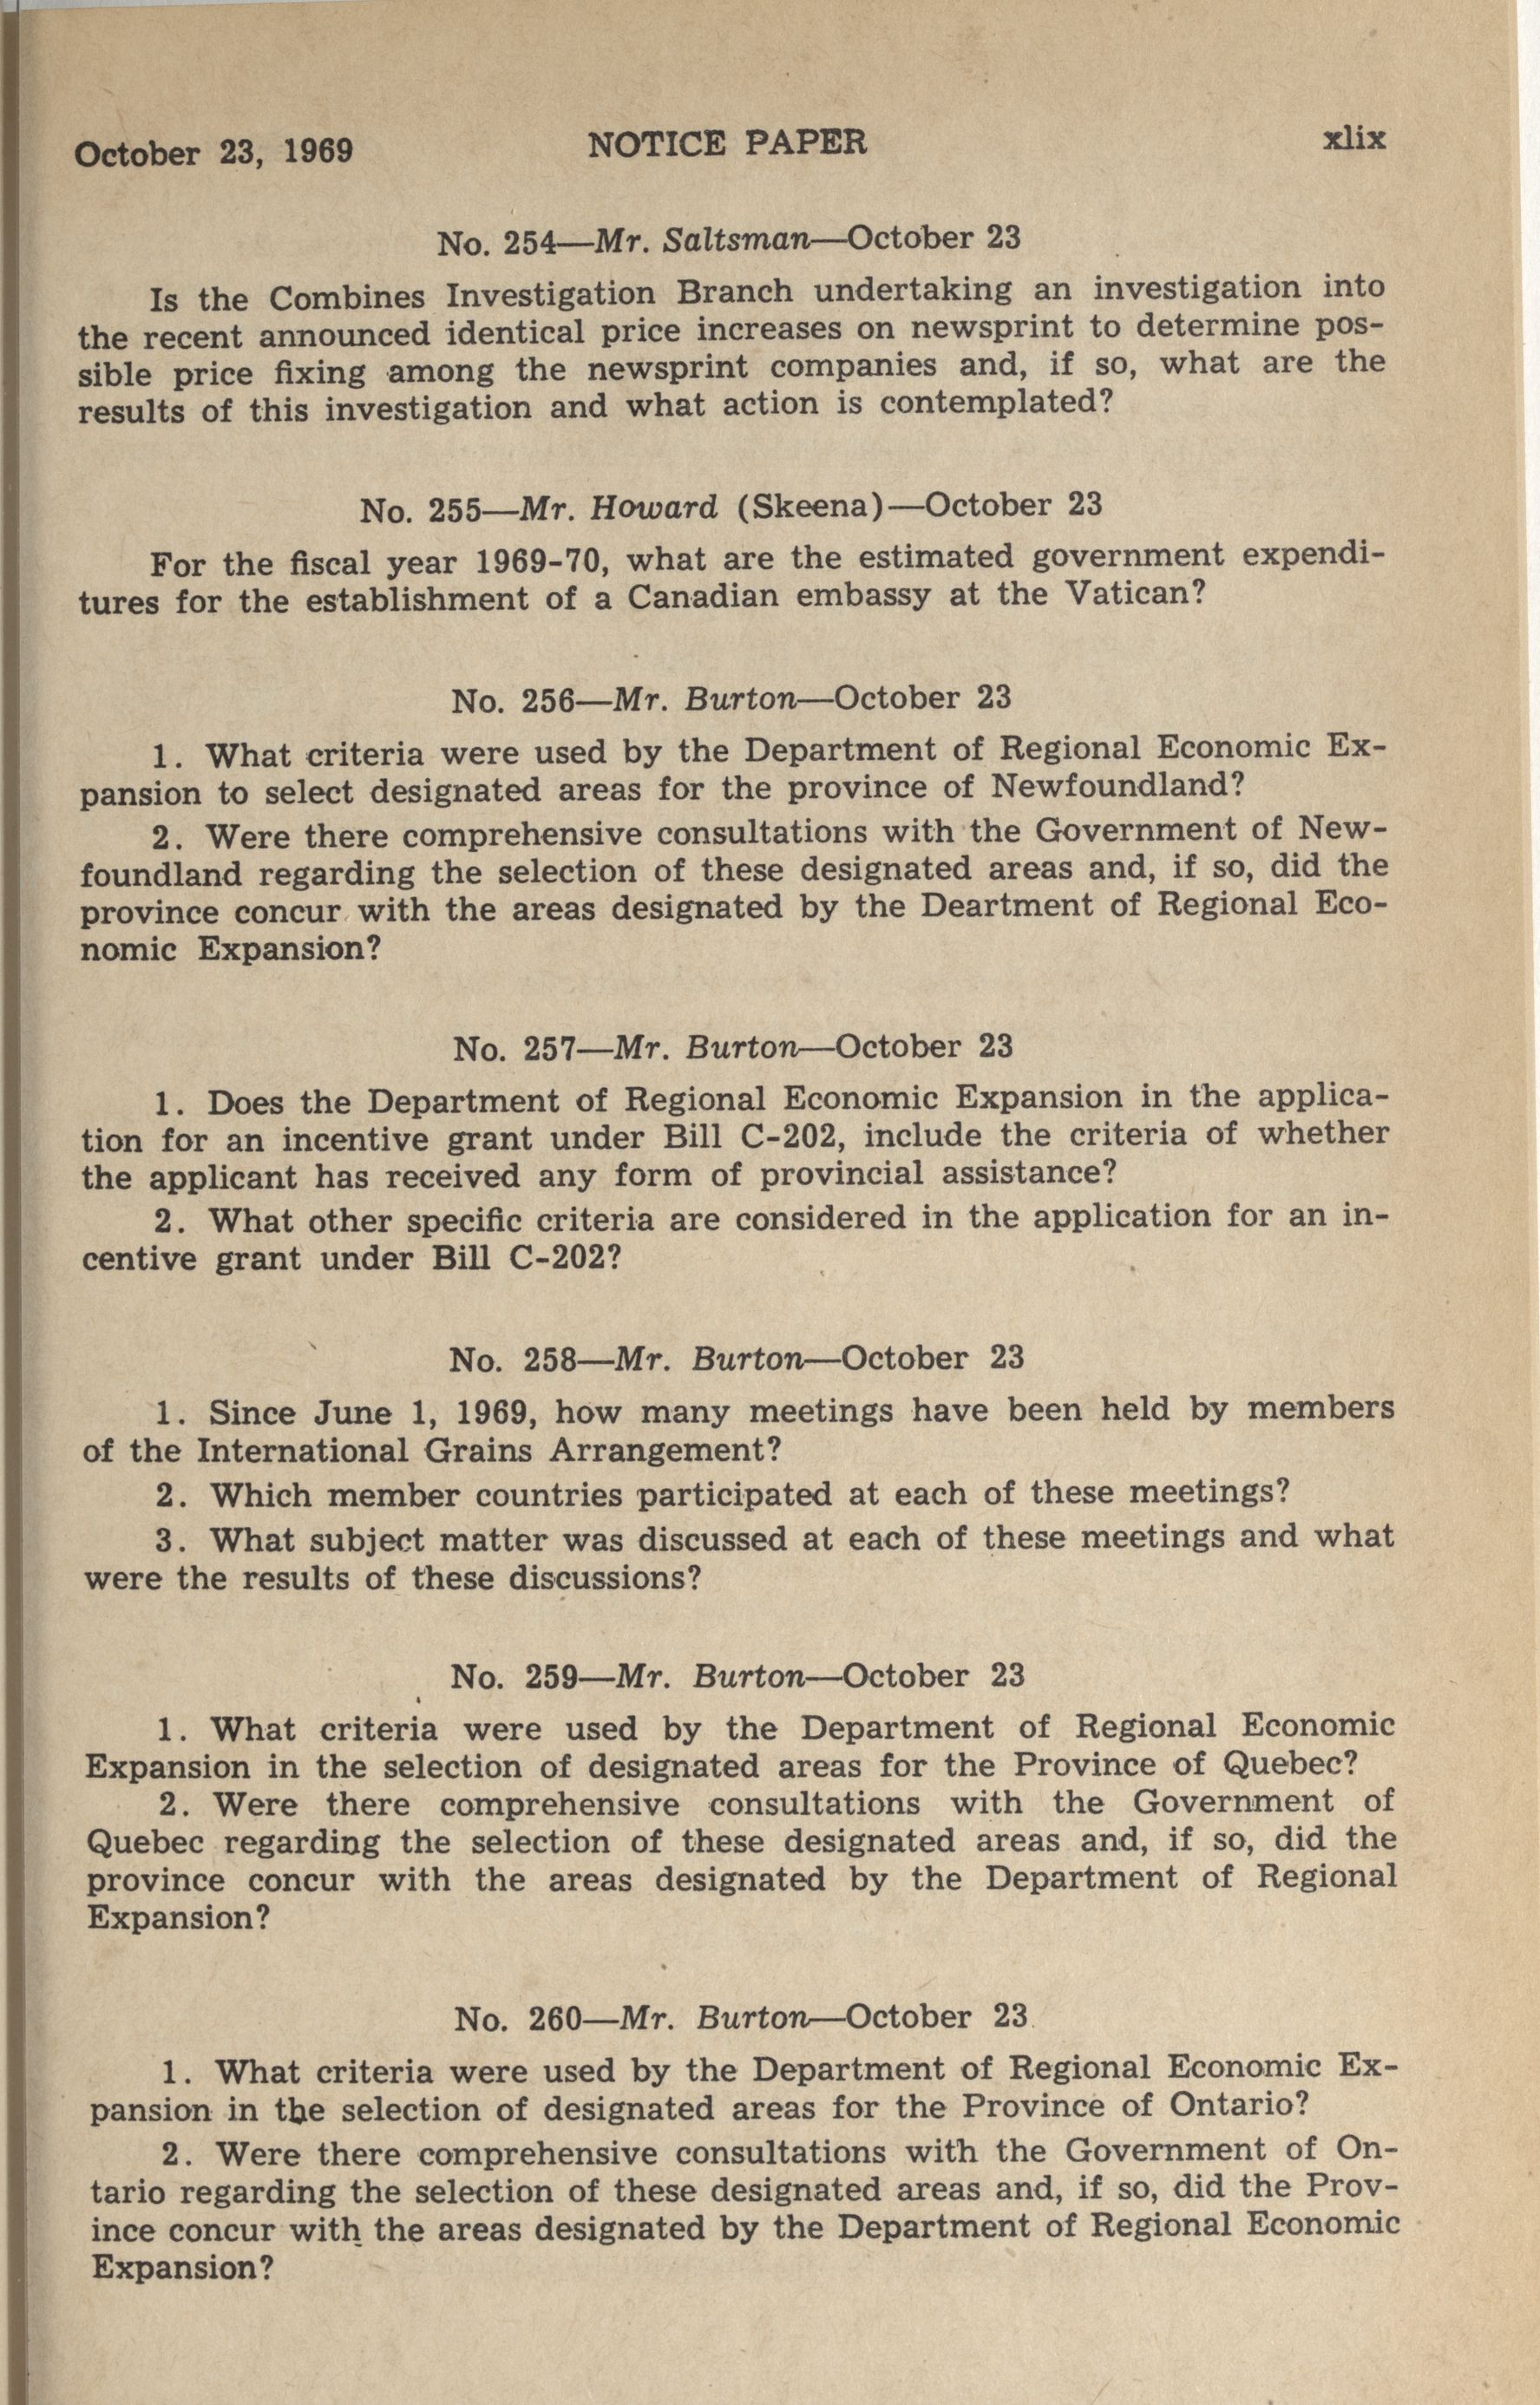 October 23, 1969 NOTICE PAPER xlix
No. 254—Mr. Saltsman—October 23
Is the Combines Investigation Branch undertaking an investigation into
the recent announced identical price increases on newsprint to determine pos-
sible price fixing among the newsprint companies and, if so, what are the
results of this investigation and what action is contemplated?
No. 255—Mr. Howard (Skeena)—October 23
For the fiscal year 1969-70, what are the estimated government expendi-
tures for the establishment of a Canadian embassy at the Vatican?
No. 256—Mr. Burton—October 23
1. What criteria were used by the Department of Regional Economic Ex-
pansion to select designated areas for the province of Newfoundland?
2. Were there comprehensive consultations with the Government of New-
foundland regarding the selection of these designated areas and, if so, did the
province concur with the areas designated by the Deartment of Regional Eco-
nomic Expansion?
No. 257—Mr. Burton—October 23
1. Does the Department of Regional Economic Expansion in the applica-
tion for an incentive grant under Bill C-202, include the criteria of whether
the applicant has received any form of provincial assistance?
2. What other specific criteria are considered in the application for an in-
centive grant under Bill C-202?
No. 258—Mr. Burton—October 23
1. Since June 1, 1969, how many meetings have been held by members
of the International Grains Arrangement?
2. Which member countries participated at each of these meetings?
3. What subject matter was discussed at each of these meetings and what
were the results of these discussions?
No. 259—Mr. Burton—October 23
1. What criteria were used by the Department of Regional Economic
Expansion in the selection of designated areas for the Province of Quebec?
2. Were there comprehensive consultations with the Government of
Quebec regarding the selection of these designated areas and, if so, did the
province concur with the areas designated by the Department of Regional
Expansion?
No. 260—Mr. Burton—October 23
1. What criteria were used by the Department of Regional Economic Ex-
pansion in the selection of designated areas for the Province of Ontario?
2. Were there comprehensive consultations with the Government of On-
tario regarding the selection of these designated areas and, if so, did the Prov-
ince concur with the areas designated by the Department of Regional Economic
Expansion?